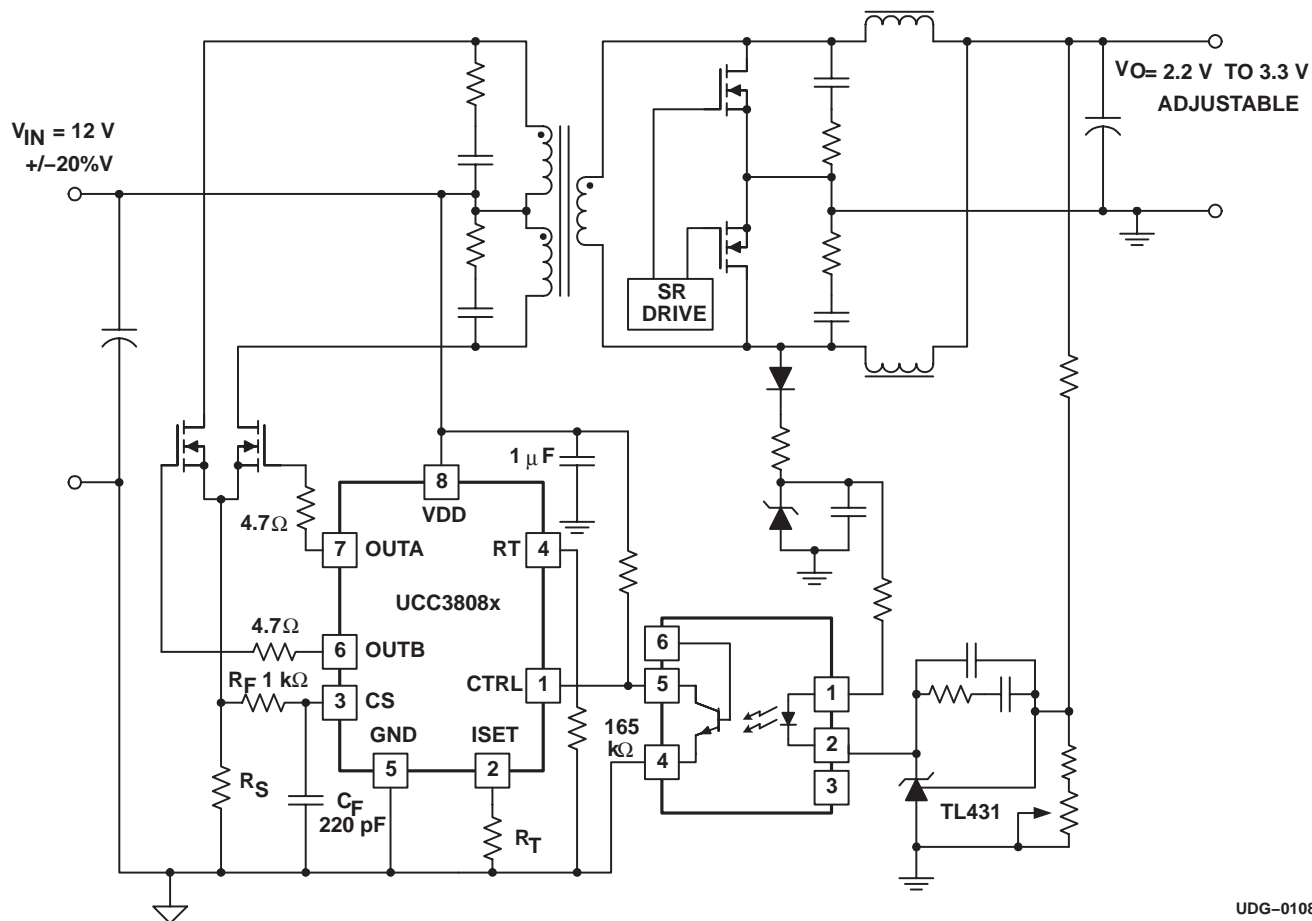 VO= 2.2 V TO 3.3 V
ADJUSTABLE
VIN = 12 V
+/−20%V
SR
DRIVE
1 μF
8
VDD
4.7Ω
7 OUTA
RT 4
UCC3808x
4.7Ω
6 OUTB
RF 1 kΩ
3 CS
CTRL 1
GND
5
ISET
2
RS
CF
220 pF
RT
165
kΩ
6
5
4
1
2
3
TL431
UDG−0108